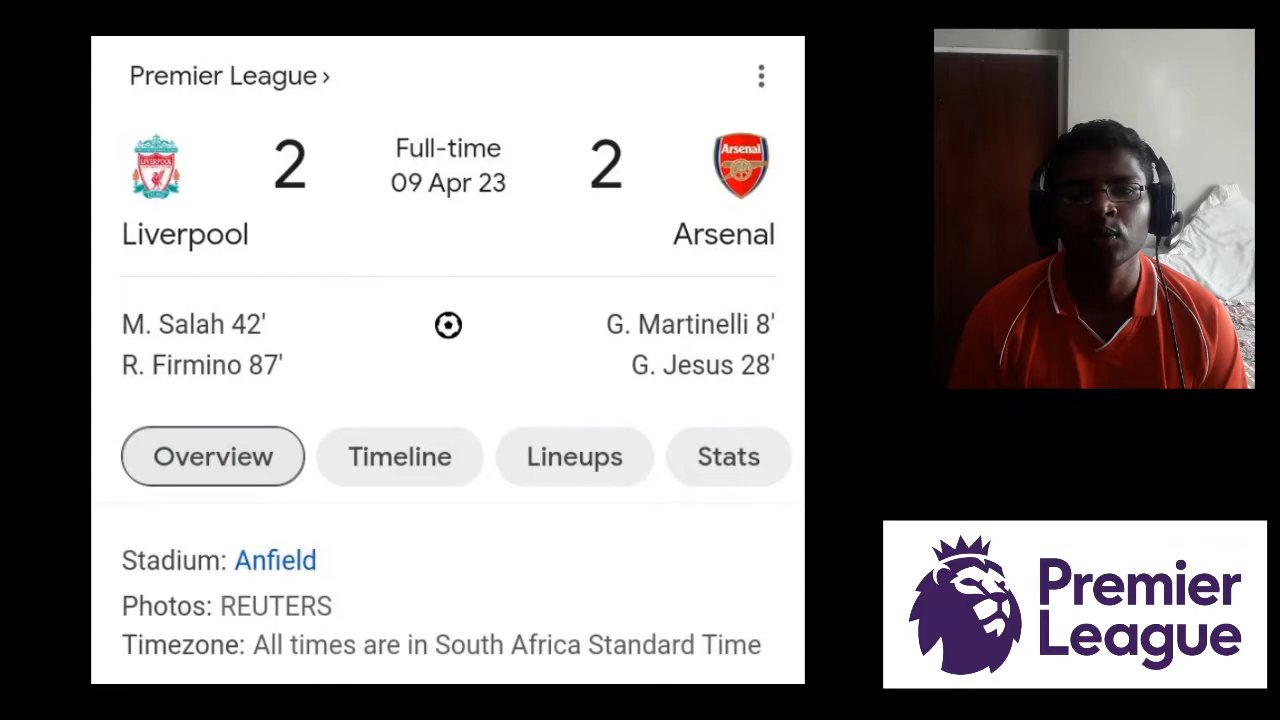 Premier League ›
2
Full-time
2
09 Apr 23
LIVERPOOL
Arsenal
Liverpool
Arsenal
M. Salah 42'
G. Martinelli 8'
R. Firmino 87'
G. Jesus 28'
Overview
Timeline
Lineups
Stats
Stadium: Anfield
Photos: REUTERS
Timezone: All times are in South Africa Standard Time
Premier
League